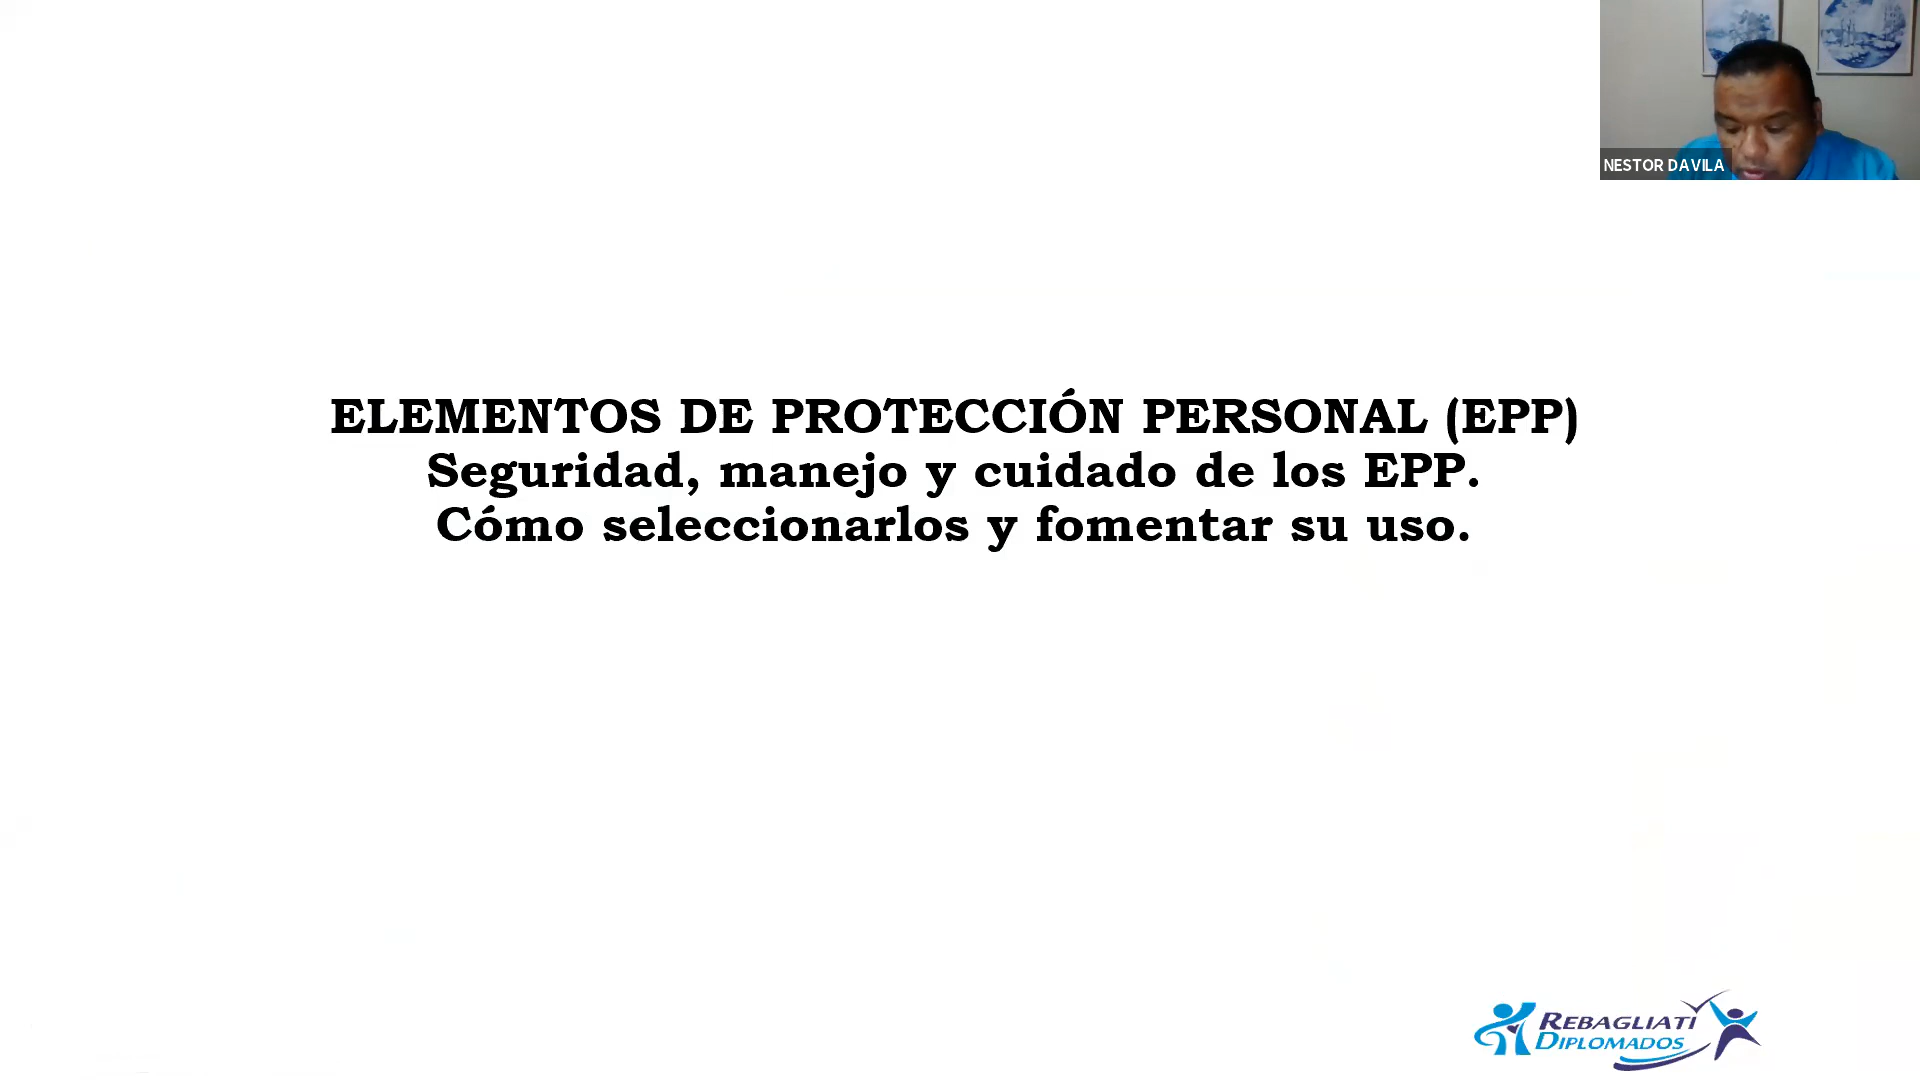 NESTOR DAVILA
ELEMENTOS DE PROTECCIÓN PERSONAL (EPP)
Seguridad, manejo y cuidado de los EPP.
Cómo seleccionarlos y fomentar su uso.
REBAGLIATI
DIPLOMADOS